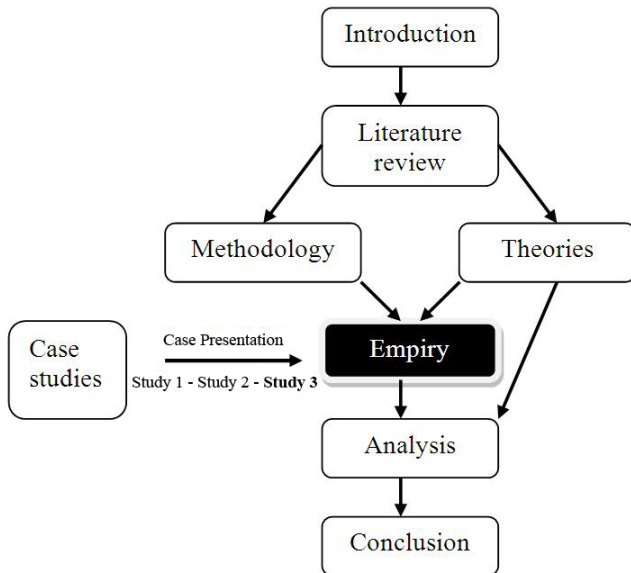 Introduction
Literature
review
Methodology
Theories
Case
studies
Case Presentation
Study 1 - Study 2 - Study 3
Empiry
Analysis
Conclusion